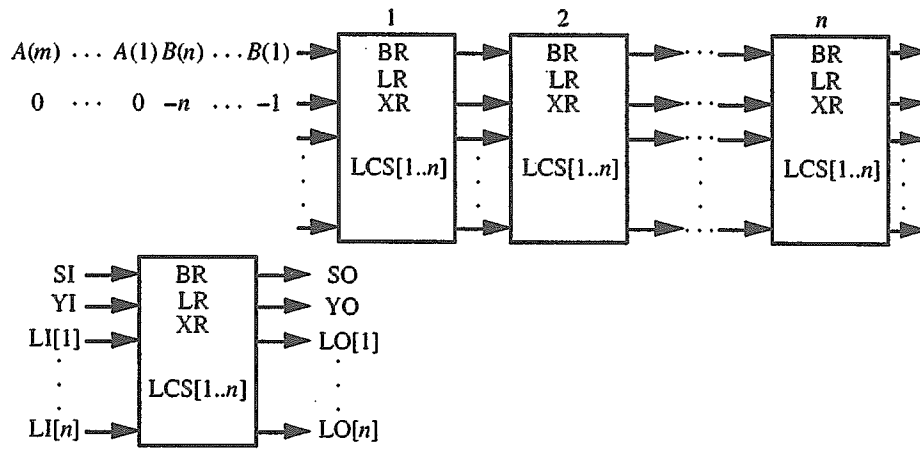 1 2 n
A(m) ··· A(1) B(n) ... B(1) BR BR ··· BR
LR LR LR
0 ··· 0 –n ... –1 XR XR ··· XR
LCS[1..n] LCS[1..n] LCS[1..n]
SI BR SO
YI LR YO
XR
LI[1] LO[1]
LCS[1..n]
LI[n] LO[n]